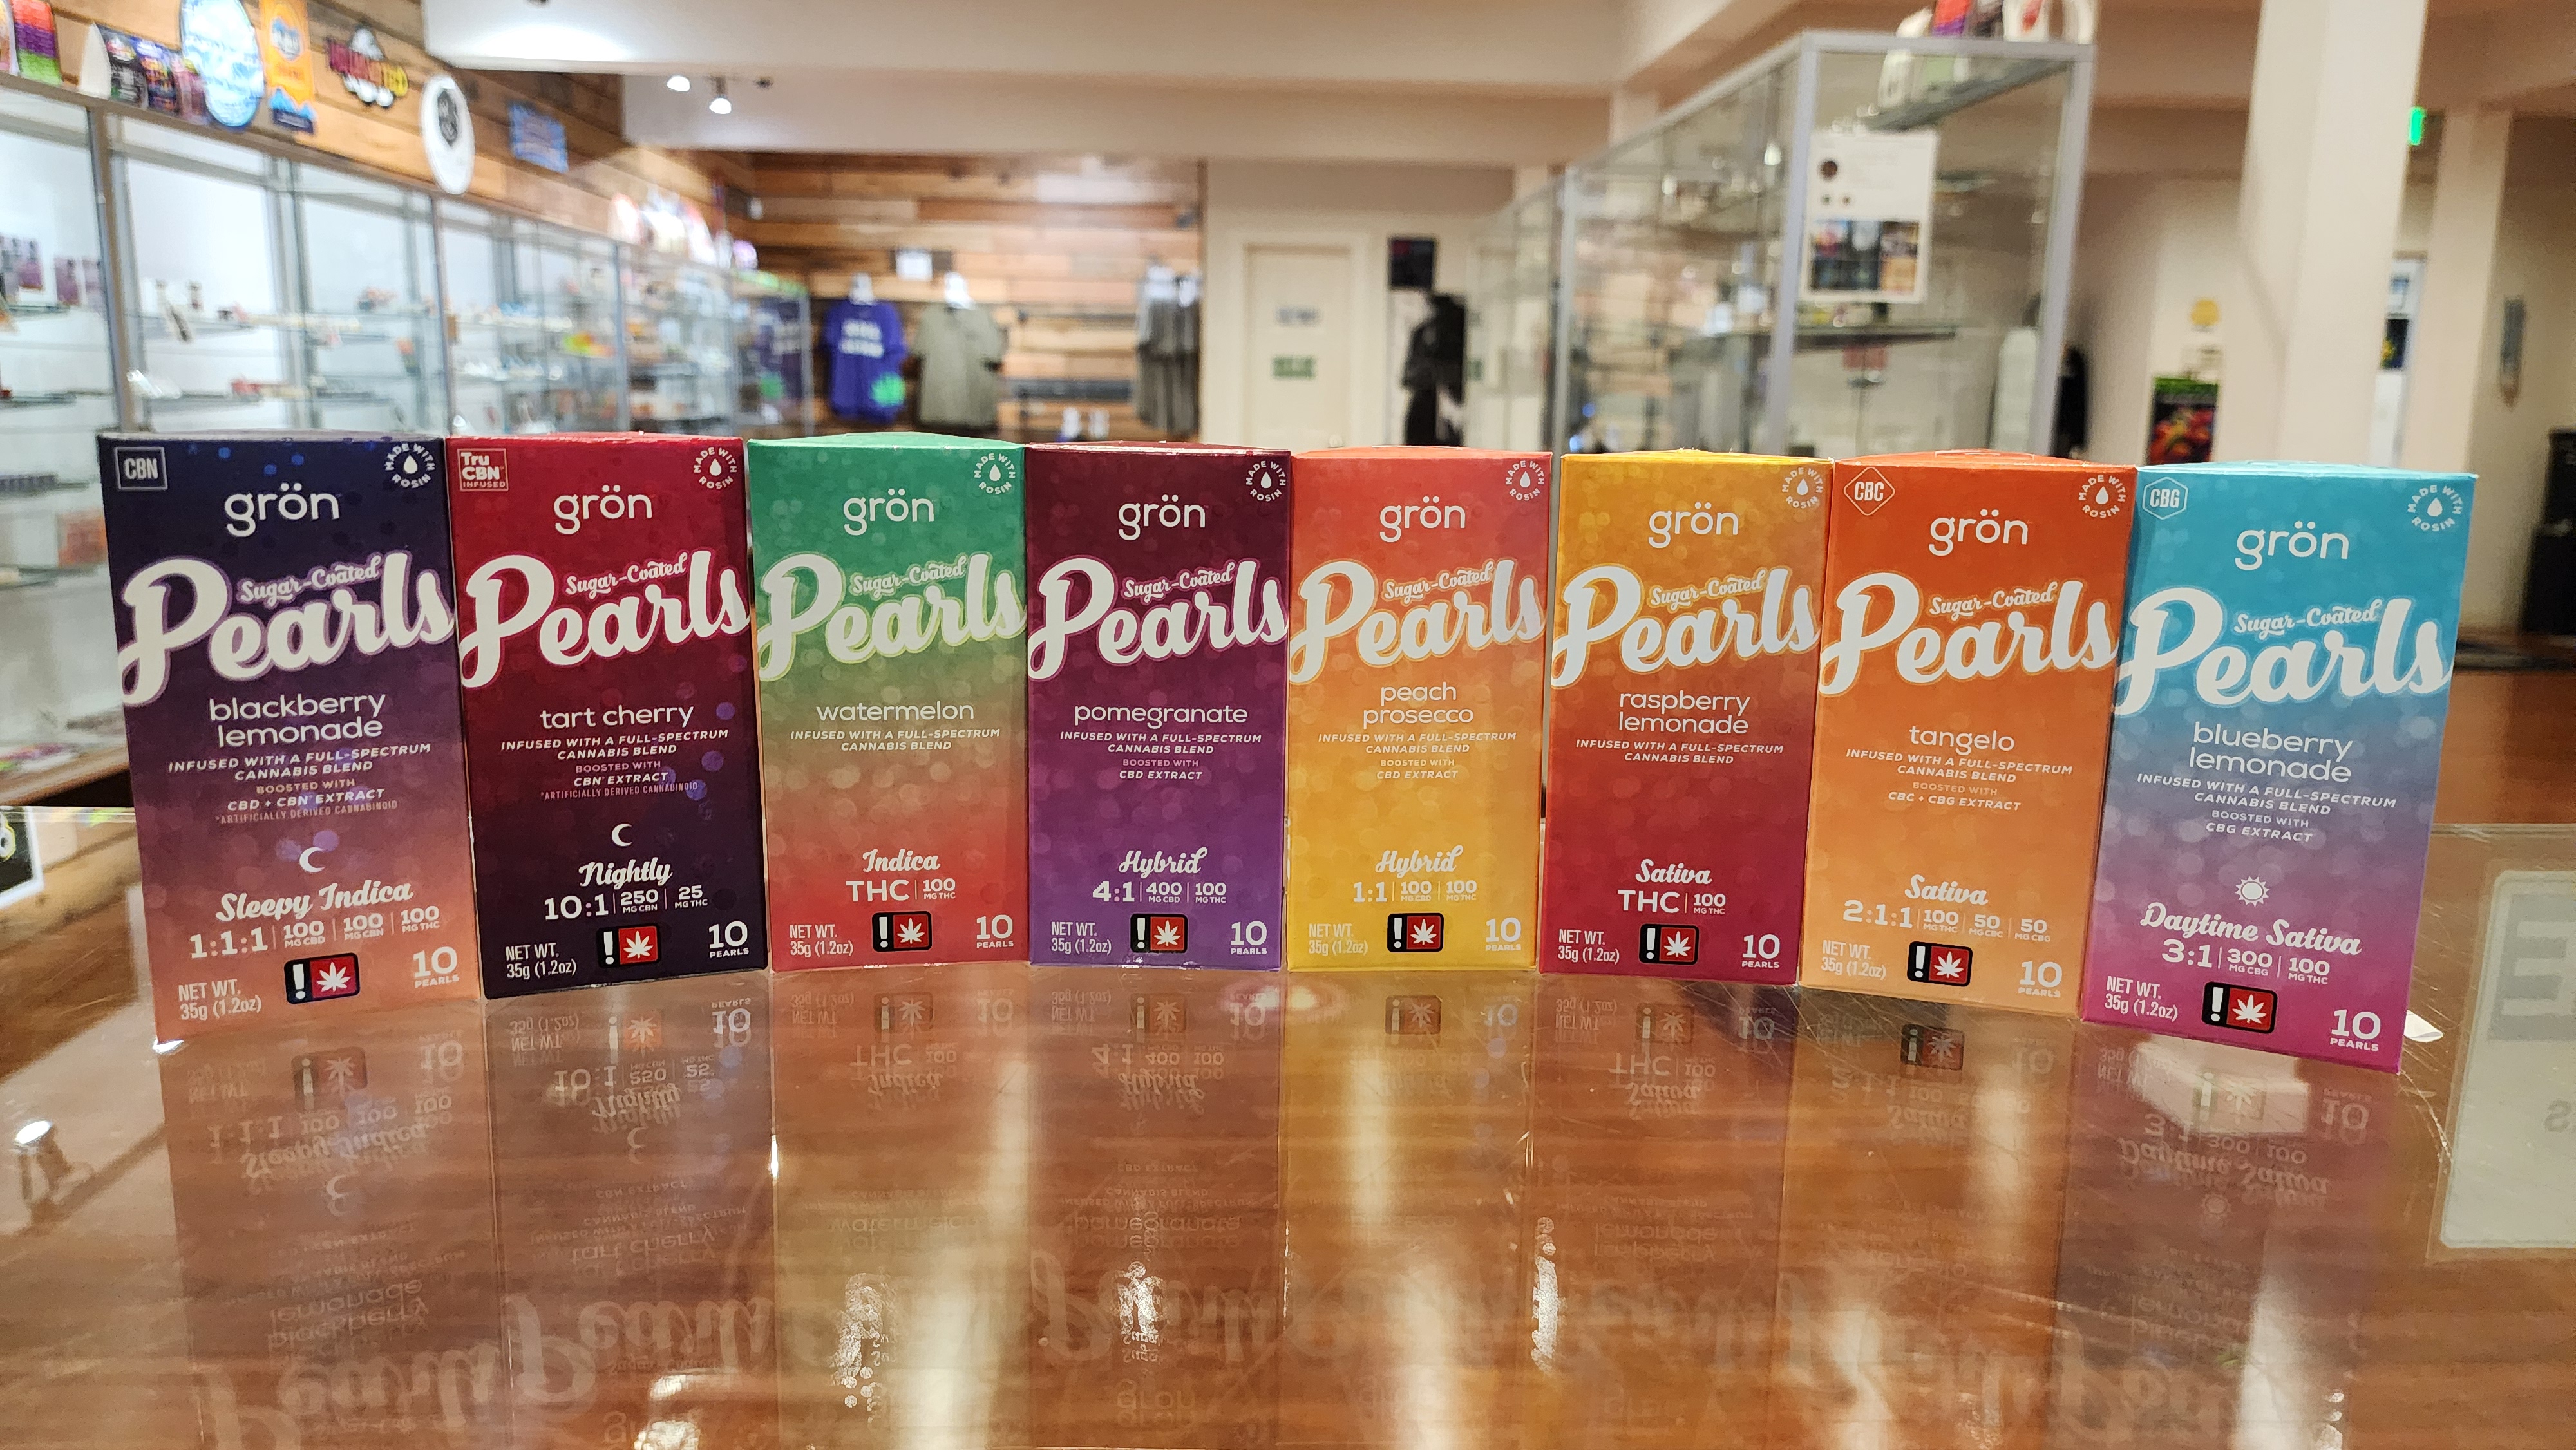 CBN
MADE WITH ROSIN
grön
Sugar-Coated
Pearls
blackberry
lemonade
INFUSED WITH A FULL-SPECTRUM
CANNABIS BLEND
BOOSTED WITH
CBD + CBN* EXTRACT
*ARTIFICIALLY DERIVED CANNABINOID
Sleepy Indica
1:1:1 | 100 MG CBD | 100 MG CBN | 100 MG THC
NET WT.
35g (1.2oz)
!
10
PEARLS
Tru
CBN™
INFUSED
MADE WITH ROSIN
grön
Sugar-Coated
Pearls
tart cherry
INFUSED WITH A FULL-SPECTRUM
CANNABIS BLEND
BOOSTED WITH
CBN* EXTRACT
*ARTIFICIALLY DERIVED CANNABINOID
Nightly
10:1 | 250 MG CBN | 25 MG THC
NET WT.
35g (1.2oz)
!
10
PEARLS
MADE WITH ROSIN
grön
Sugar-Coated
Pearls
watermelon
INFUSED WITH A FULL-SPECTRUM
CANNABIS BLEND
Indica
THC | 100 MG THC
NET WT.
35g (1.2oz)
!
10
PEARLS
MADE WITH ROSIN
grön
Sugar-Coated
Pearls
pomegranate
INFUSED WITH A FULL-SPECTRUM
CANNABIS BLEND
BOOSTED WITH
CBD EXTRACT
Hybrid
4:1 | 400 MG CBD | 100 MG THC
NET WT.
35g (1.2oz)
!
10
PEARLS
MADE WITH ROSIN
grön
Sugar-Coated
Pearls
peach
prosecco
INFUSED WITH A FULL-SPECTRUM
CANNABIS BLEND
BOOSTED WITH
CBD EXTRACT
Hybrid
1:1 | 100 MG CBD | 100 MG THC
NET WT.
35g (1.2oz)
!
10
PEARLS
MADE WITH ROSIN
grön
Sugar-Coated
Pearls
raspberry
lemonade
INFUSED WITH A FULL-SPECTRUM
CANNABIS BLEND
Sativa
THC | 100 MG THC
NET WT.
35g (1.2oz)
!
10
PEARLS
CBC
MADE WITH ROSIN
grön
Sugar-Coated
Pearls
tangelo
INFUSED WITH A FULL-SPECTRUM
CANNABIS BLEND
BOOSTED WITH
CBC + CBG EXTRACT
Sativa
2:1:1 | 100 MG THC | 50 MG CBC | 50 MG CBG
NET WT.
35g (1.2oz)
!
10
PEARLS
CBG
MADE WITH ROSIN
grön
Sugar-Coated
Pearls
blueberry
lemonade
INFUSED WITH A FULL-SPECTRUM
CANNABIS BLEND
BOOSTED WITH
CBG EXTRACT
Daytime Sativa
3:1 | 300 MG CBG | 100 MG THC
NET WT.
35g (1.2oz)
!
10
PEARLS